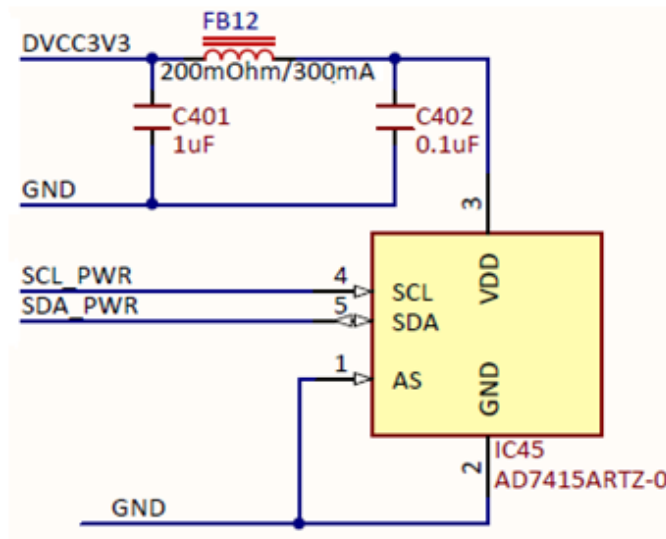 FB12
DVCC3V3
200mOhm/300mA
C401
1uF
C402
0.1uF
GND
3
SCL_PWR
4
SCL
VDD
SDA_PWR
5
SDA
1
AS
GND
2
IC45
AD7415ARTZ-0
GND